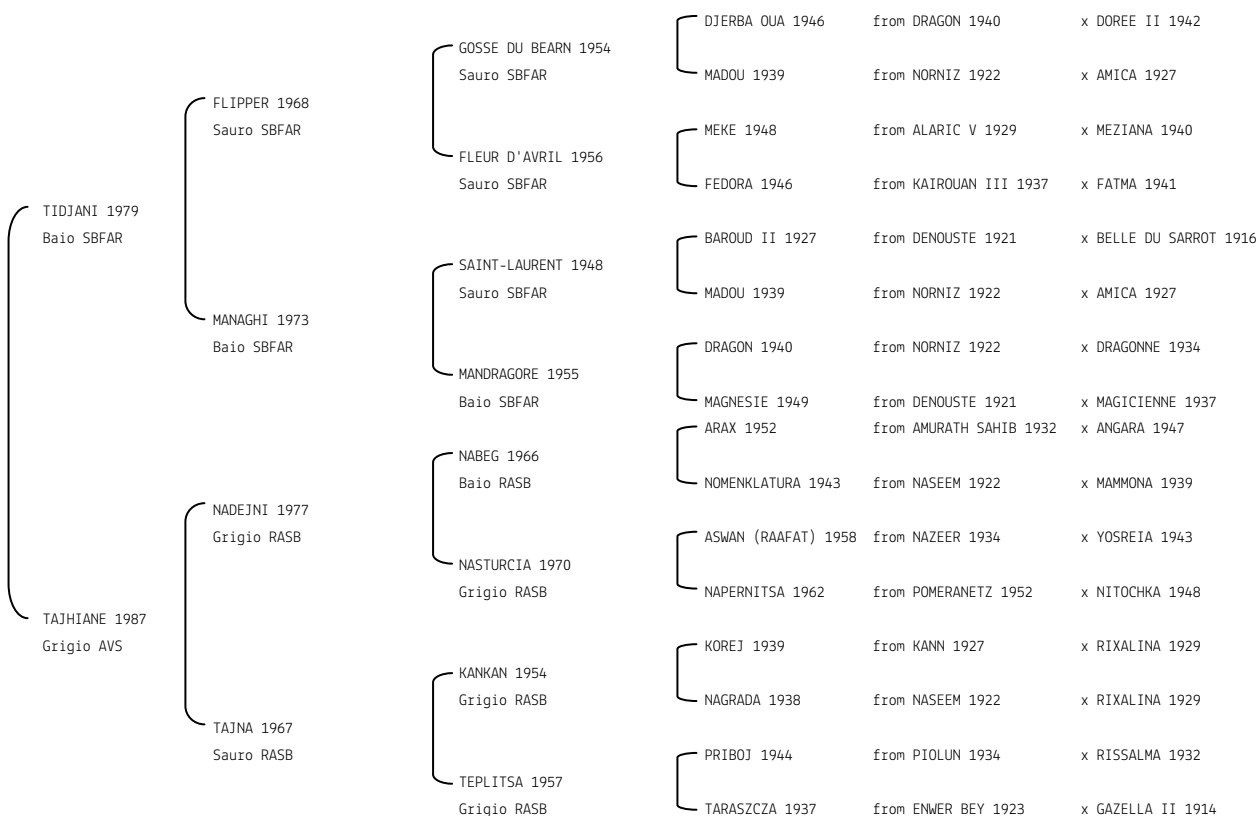 DJERBA OUA 1946 from DRAGON 1940 x DOREE II 1942
GOSSE DU BEARN 1954
Sauro SBFAR MADOU 1939 from NORNIZ 1922 x AMICA 1927
FLIPPER 1968
Sauro SBFAR MEKE 1948 from ALARIC V 1929 x MEZIANA 1940
FLEUR D'AVRIL 1956
Sauro SBFAR FEDORA 1946 from KAIROUAN III 1937 x FATMA 1941
TIDJANI 1979
Baio SBFAR BAROUD II 1927 from DENOUSTE 1921 x BELLE DU SARROT 1916
SAINT-LAURENT 1948
Sauro SBFAR MADOU 1939 from NORNIZ 1922 x AMICA 1927
MANAGHI 1973
Baio SBFAR DRAGON 1940 from NORNIZ 1922 x DRAGONNE 1934
MANDRAGORE 1955
Baio SBFAR MAGNESIE 1949 from DENOUSTE 1921 x MAGICIENNE 1937
ARAX 1952 from AMURATH SAHIB 1932 x ANGARA 1947
NABEG 1966
Baio RASB NOMENKLATURA 1943 from NASEEM 1922 x MAMMONA 1939
NADEJNI 1977
Grigio RASB ASWAN (RAAFAT) 1958 from NAZEER 1934 x YOSREIA 1943
NASTURCIA 1970
Grigio RASB NAPERNITSA 1962 from POMERANETZ 1952 x NITOCHKA 1948
TAJHIANE 1987
Grigio AVS KOREJ 1939 from KANN 1927 x RIXALINA 1929
KANKAN 1954
Grigio RASB NAGRADA 1938 from NASEEM 1922 x RIXALINA 1929
TAJNA 1967
Sauro RASB PRIBOJ 1944 from PIOLUN 1934 x RISSALMA 1932
TEPLITSA 1957
Grigio RASB TARASZCZA 1937 from ENWER BEY 1923 x GAZELLA II 1914